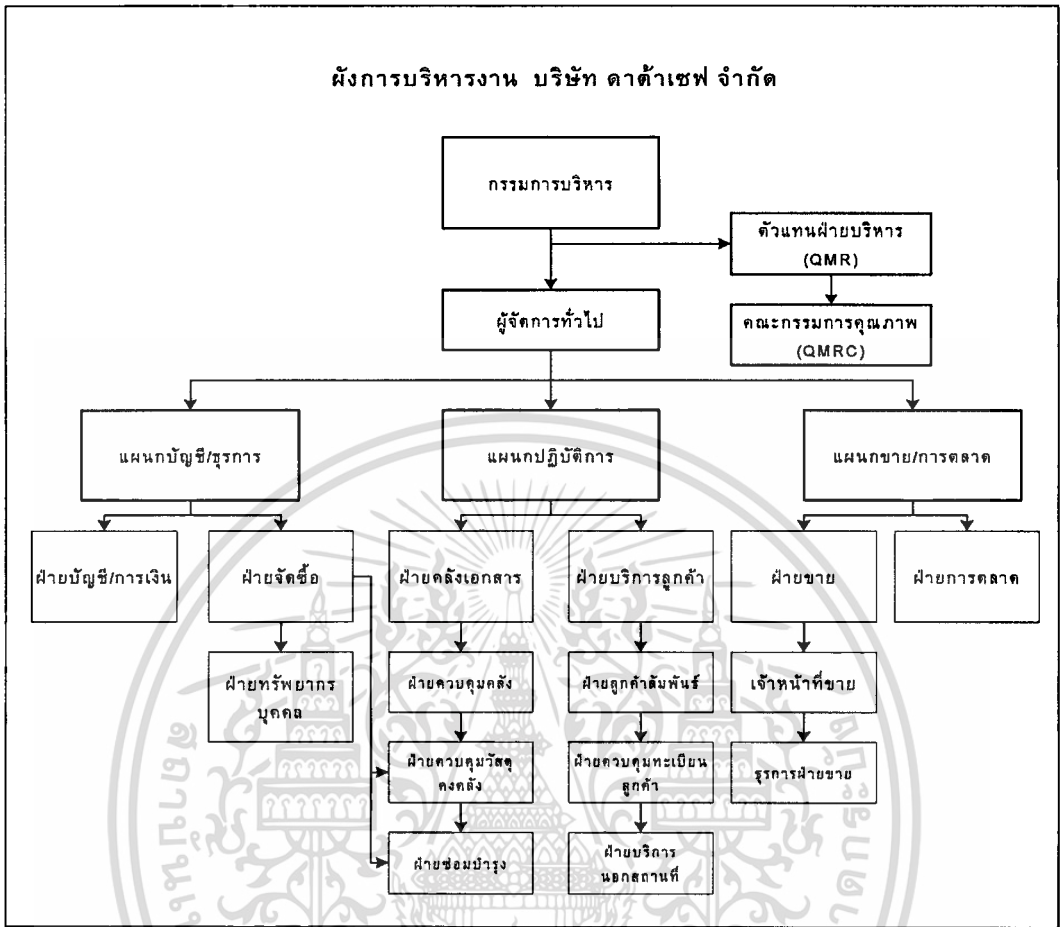 ผังการบริหารงาน บริษัท ดาต้าเซฟ จำกัด
กรรมการบริหาร
ตัวแทนฝ่ายบริหาร
(QMR)
ผู้จัดการทั่วไป
คณะกรรมการคุณภาพ
(QMRC)
แผนกบัญชี/ธุรการ
แผนกปฏิบัติการ
แผนกขาย/การตลาด
ฝ่ายบัญชี/การเงิน
ฝ่ายจัดซื้อ
ฝ่ายคลังเอกสาร
ฝ่ายบริการลูกค้า
ฝ่ายขาย
ฝ่ายการตลาด
ฝ่ายทรัพยากร
บุคคล
ฝ่ายควบคุมคลัง
ฝ่ายลูกค้าสัมพันธ์
เจ้าหน้าที่ขาย
ฝ่ายควบคุมวัสดุ
คงคลัง
ฝ่ายควบคุมทะเบียน
ลูกค้า
ธุรการฝ่ายขาย
ฝ่ายซ่อมบำรุง
ฝ่ายบริการ
นอกสถานที่